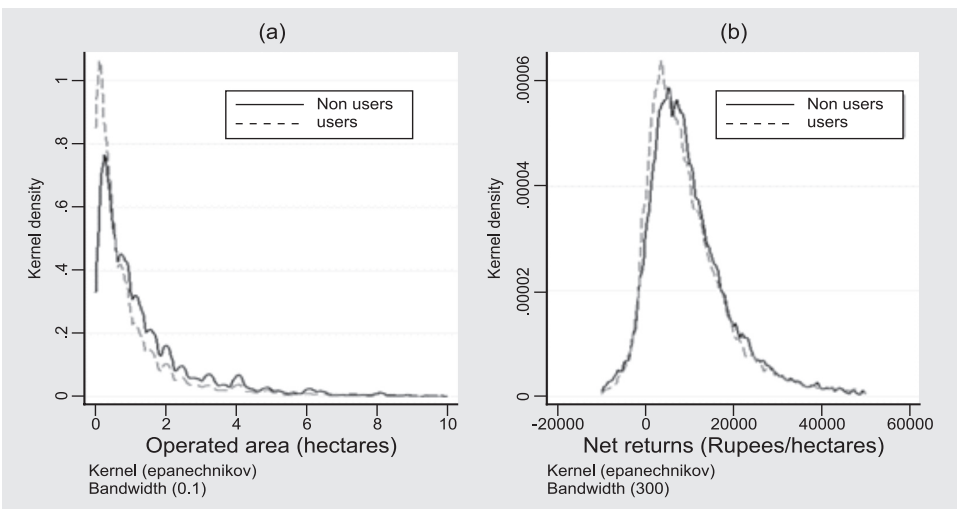 (a)
Kernel density
1
.8
.6
.4
.2
0
Non users
users
0 2 4 6 8 10
Operated area (hectares)
Kernel (epanechnikov)
Bandwidth (0.1)
(b)
Kernel density
.00006
.00004
.00002
0
Non users
users
-20000 0 20000 40000 60000
Net returns (Rupees/hectares)
Kernel (epanechnikov)
Bandwidth (300)